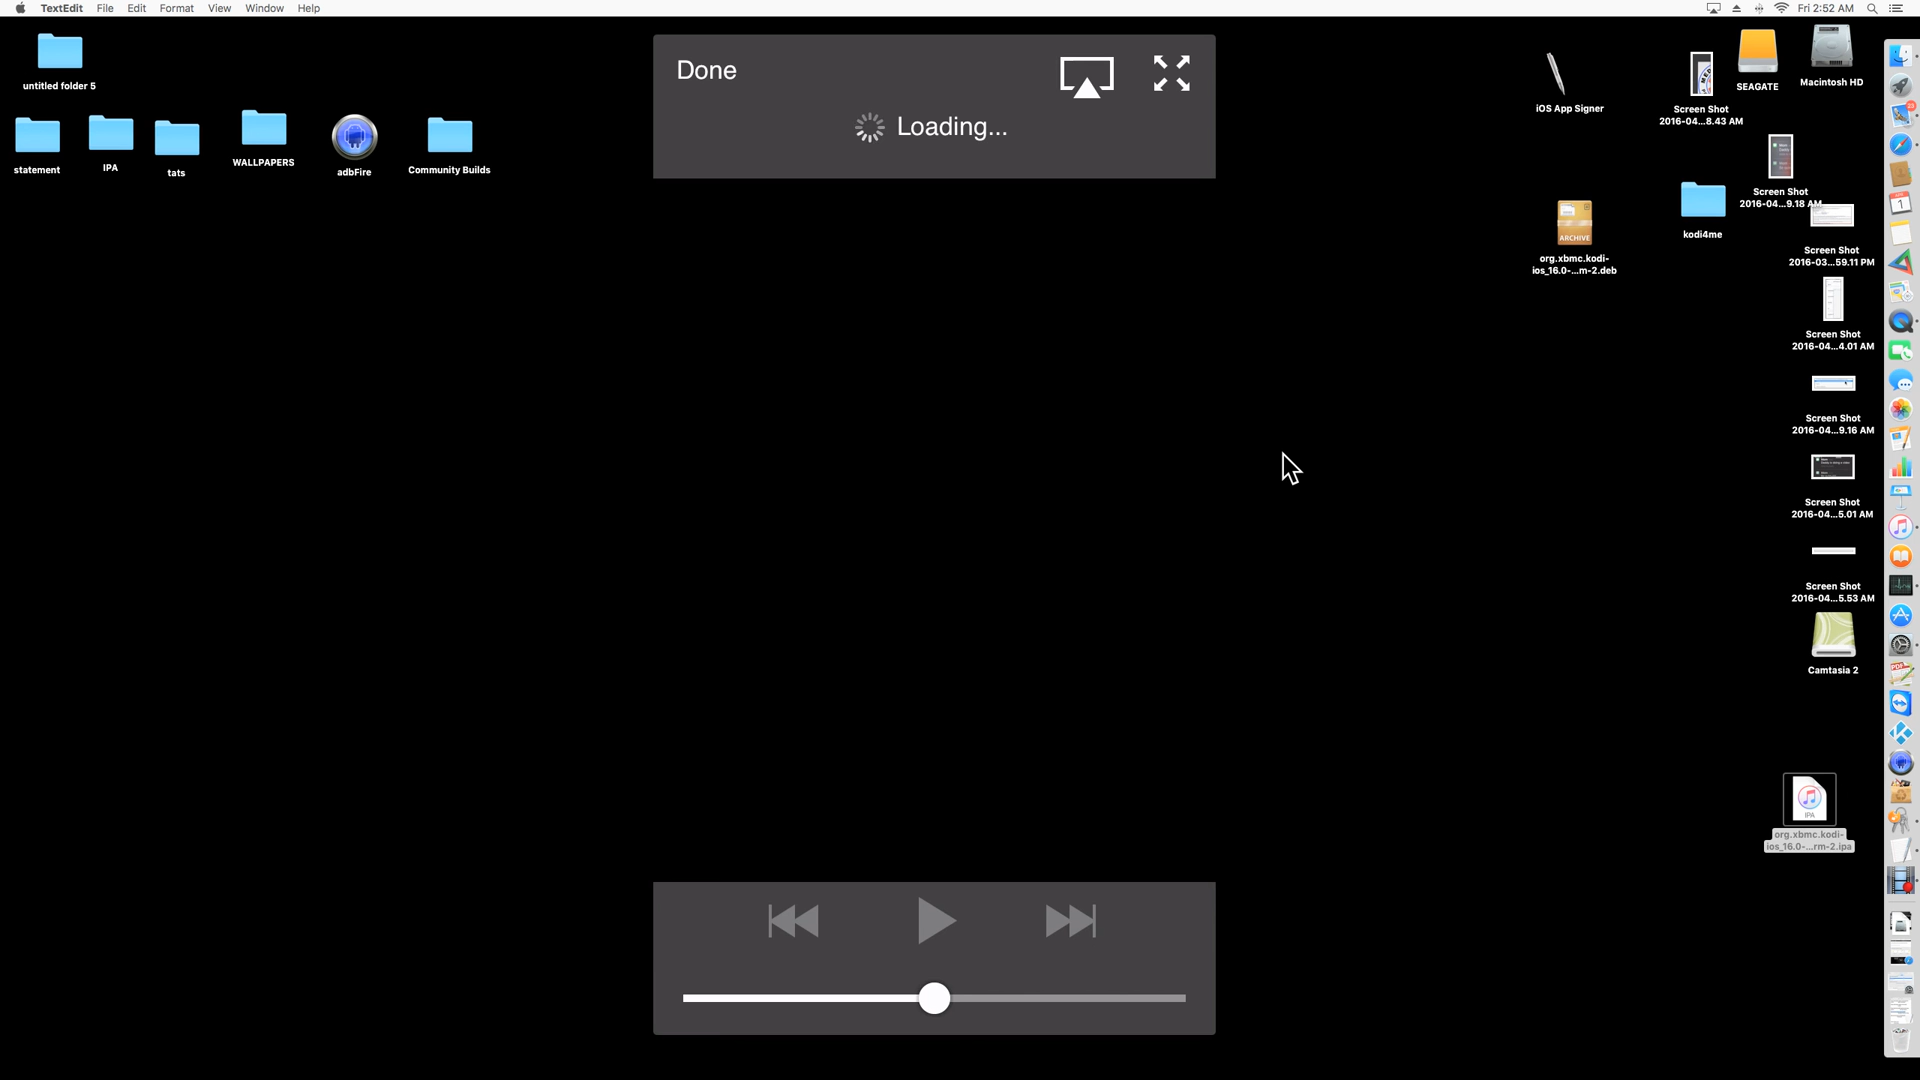 TextEdit File Edit Format View Window Help
Fri 2:52 AM
untitled folder 5
statement
IPA
tats
WALLPAPERS
adbFire
Community Builds
Done
Loading...
iOS App Signer
Screen Shot
2016-04...8.43 AM
SEAGATE
Macintosh HD
Screen Shot
2016-04...9.18 AM
kodi4me
ARCHIVE
org.xbmc.kodi-
ios_16.0-...m-2.deb
Screen Shot
2016-03...59.11 PM
Screen Shot
2016-04...4.01 AM
Screen Shot
2016-04...9.16 AM
Screen Shot
2016-04...5.01 AM
Screen Shot
2016-04...5.53 AM
Camtasia 2
IPA
org.xbmc.kodi-
ios_16.0-...rm-2.ipa